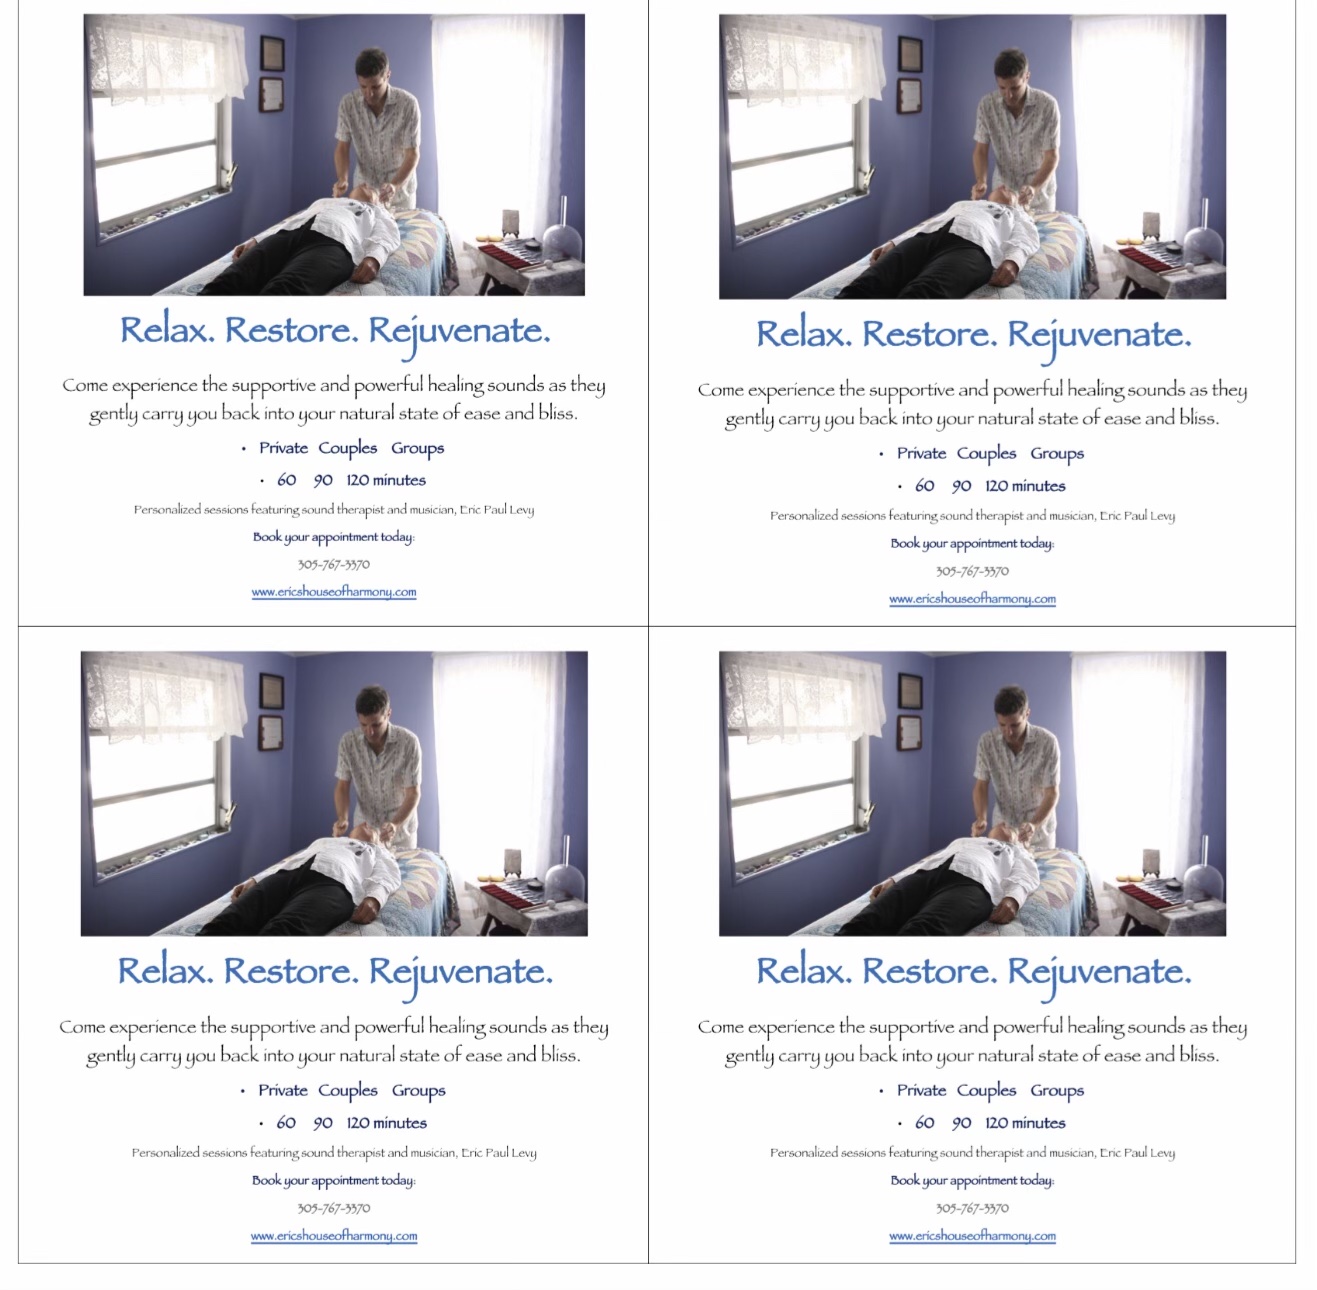 Relax. Restore. Rejuvenate.
Come experience the supportive and powerful healing sounds as they
gently carry you back into your natural state of ease and bliss.
• Private Couples Groups
• 60 90 120 minutes
Personalized sessions featuring sound therapist and musician, Eric Paul Levy
Book your appointment today:
305-767-3370
www.ericshouseofharmony.com
Relax. Restore. Rejuvenate.
Come experience the supportive and powerful healing sounds as they
gently carry you back into your natural state of ease and bliss.
• Private Couples Groups
• 60 90 120 minutes
Personalized sessions featuring sound therapist and musician, Eric Paul Levy
Book your appointment today:
305-767-3370
www.ericshouseofharmony.com
Relax. Restore. Rejuvenate.
Come experience the supportive and powerful healing sounds as they
gently carry you back into your natural state of ease and bliss.
• Private Couples Groups
• 60 90 120 minutes
Personalized sessions featuring sound therapist and musician, Eric Paul Levy
Book your appointment today:
305-767-3370
www.ericshouseofharmony.com
Relax. Restore. Rejuvenate.
Come experience the supportive and powerful healing sounds as they
gently carry you back into your natural state of ease and bliss.
• Private Couples Groups
• 60 90 120 minutes
Personalized sessions featuring sound therapist and musician, Eric Paul Levy
Book your appointment today:
305-767-3370
www.ericshouseofharmony.com